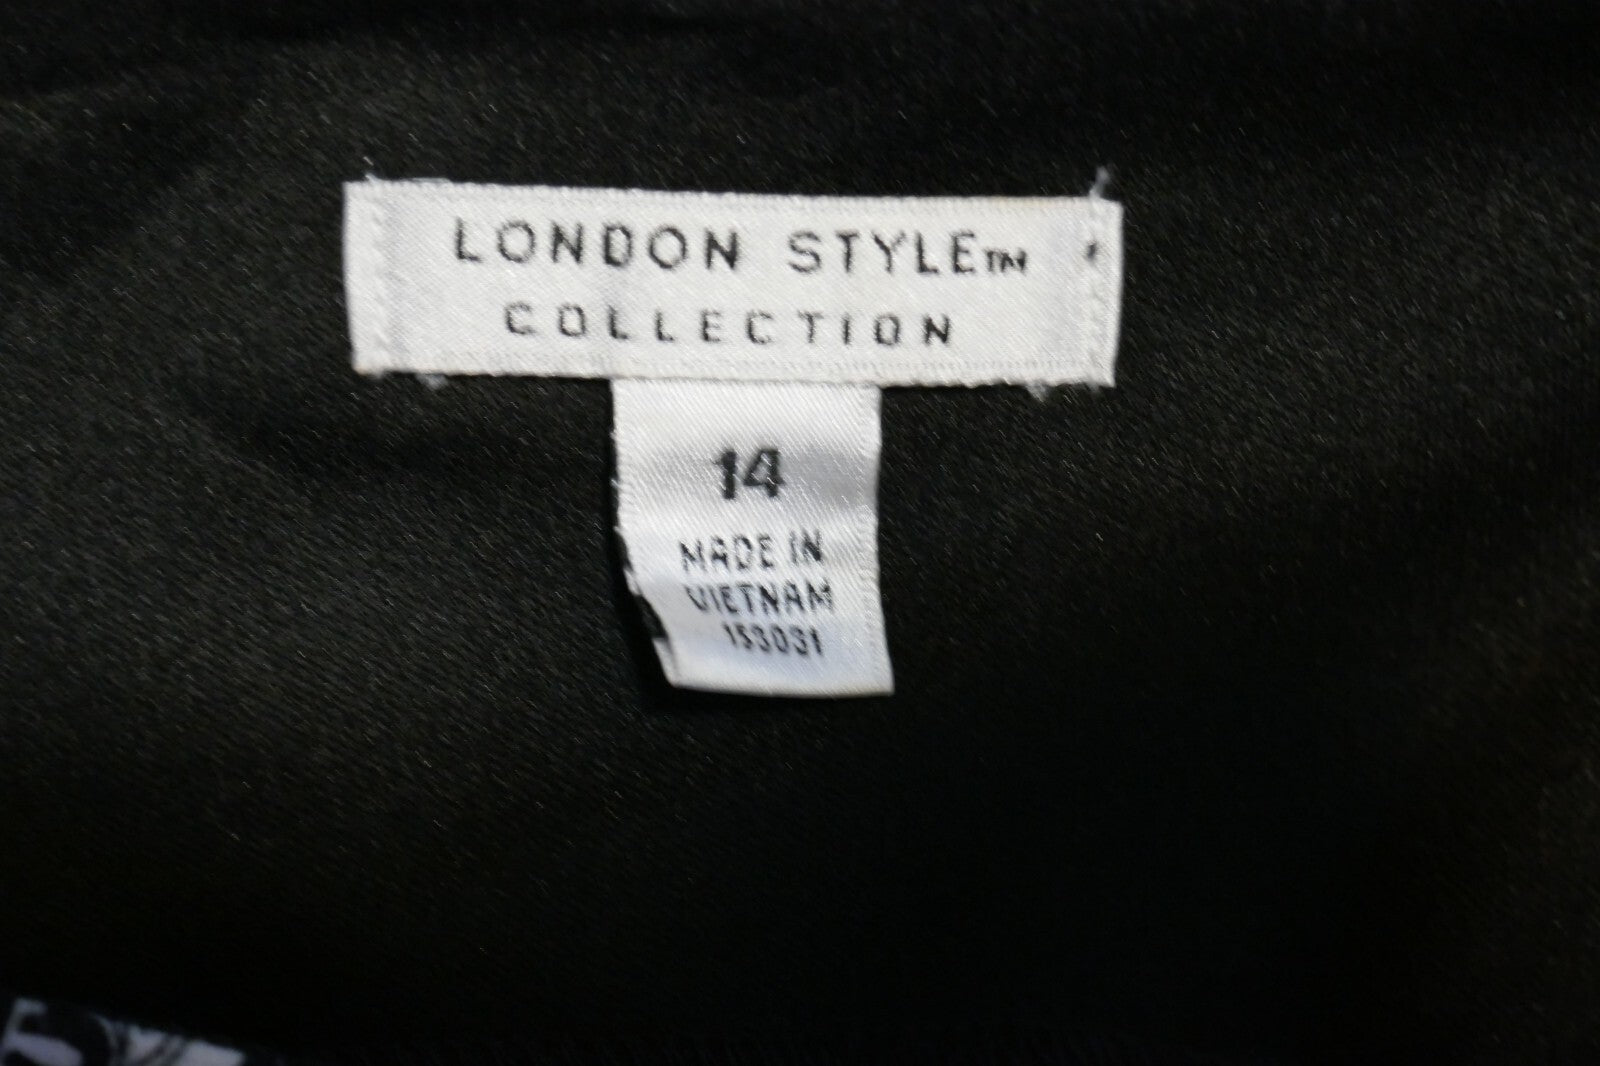 LONDON STYLE™
COLLECTION
14
MADE IN
VIETNAM
153031